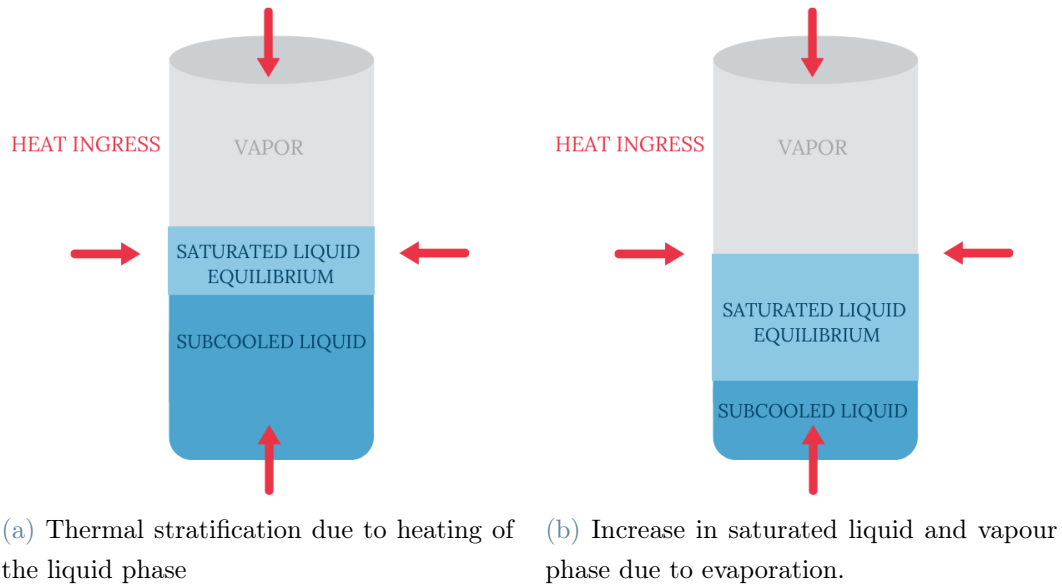 HEAT INGRESS
VAPOR
SATURATED LIQUID
EQUILIBRIUM
SUBCOOLED LIQUID
(a) Thermal stratification due to heating of
the liquid phase
HEAT INGRESS
VAPOR
SATURATED LIQUID
EQUILIBRIUM
SUBCOOLED LIQUID
(b) Increase in saturated liquid and vapour
phase due to evaporation.